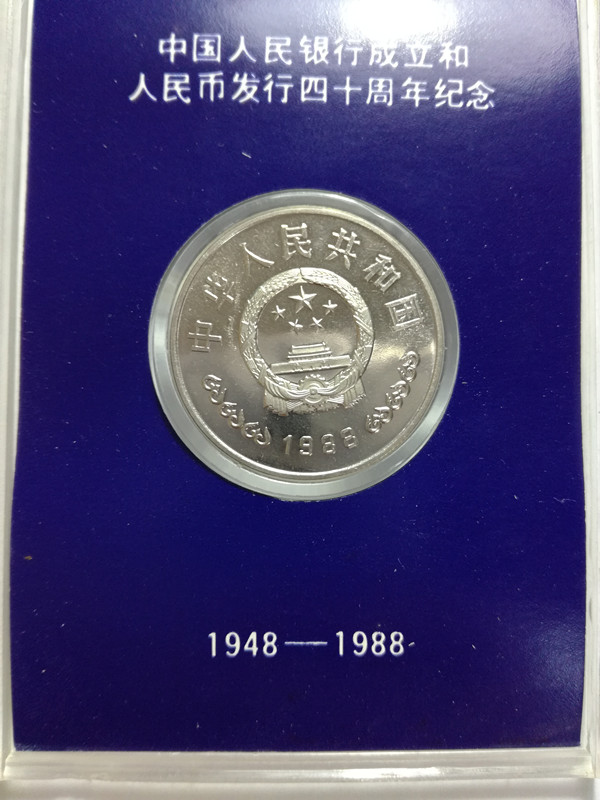 中国人民银行成立和
人民币发行四十周年纪念
中华人民共和国
1988
1948—1988